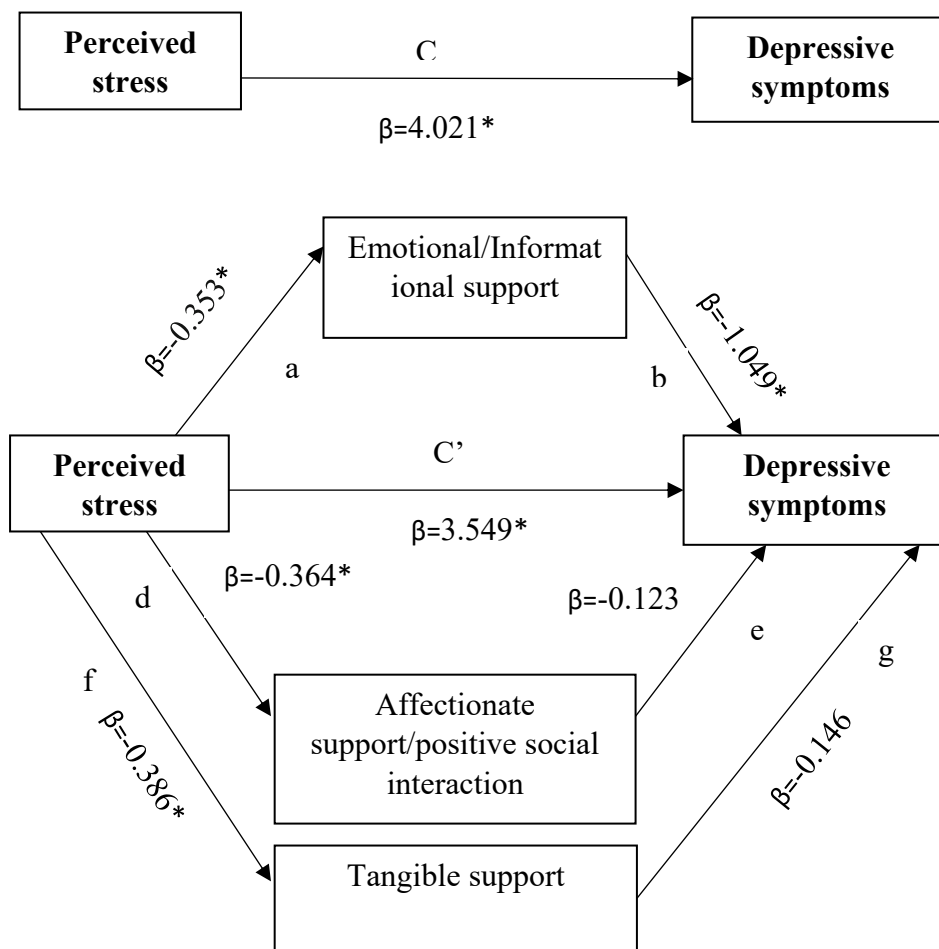 Perceived
stress
C
Depressive
symptoms
β=4.021*
Emotional/Informat
ional support
β=-0.353*
a
b
β=-1.049*
Perceived
stress
C’
Depressive
symptoms
β=3.549*
d
β=-0.364*
β=-0.123
e
f
g
β=-0.386*
Affectionate
support/positive social
interaction
β=-0.146
Tangible support